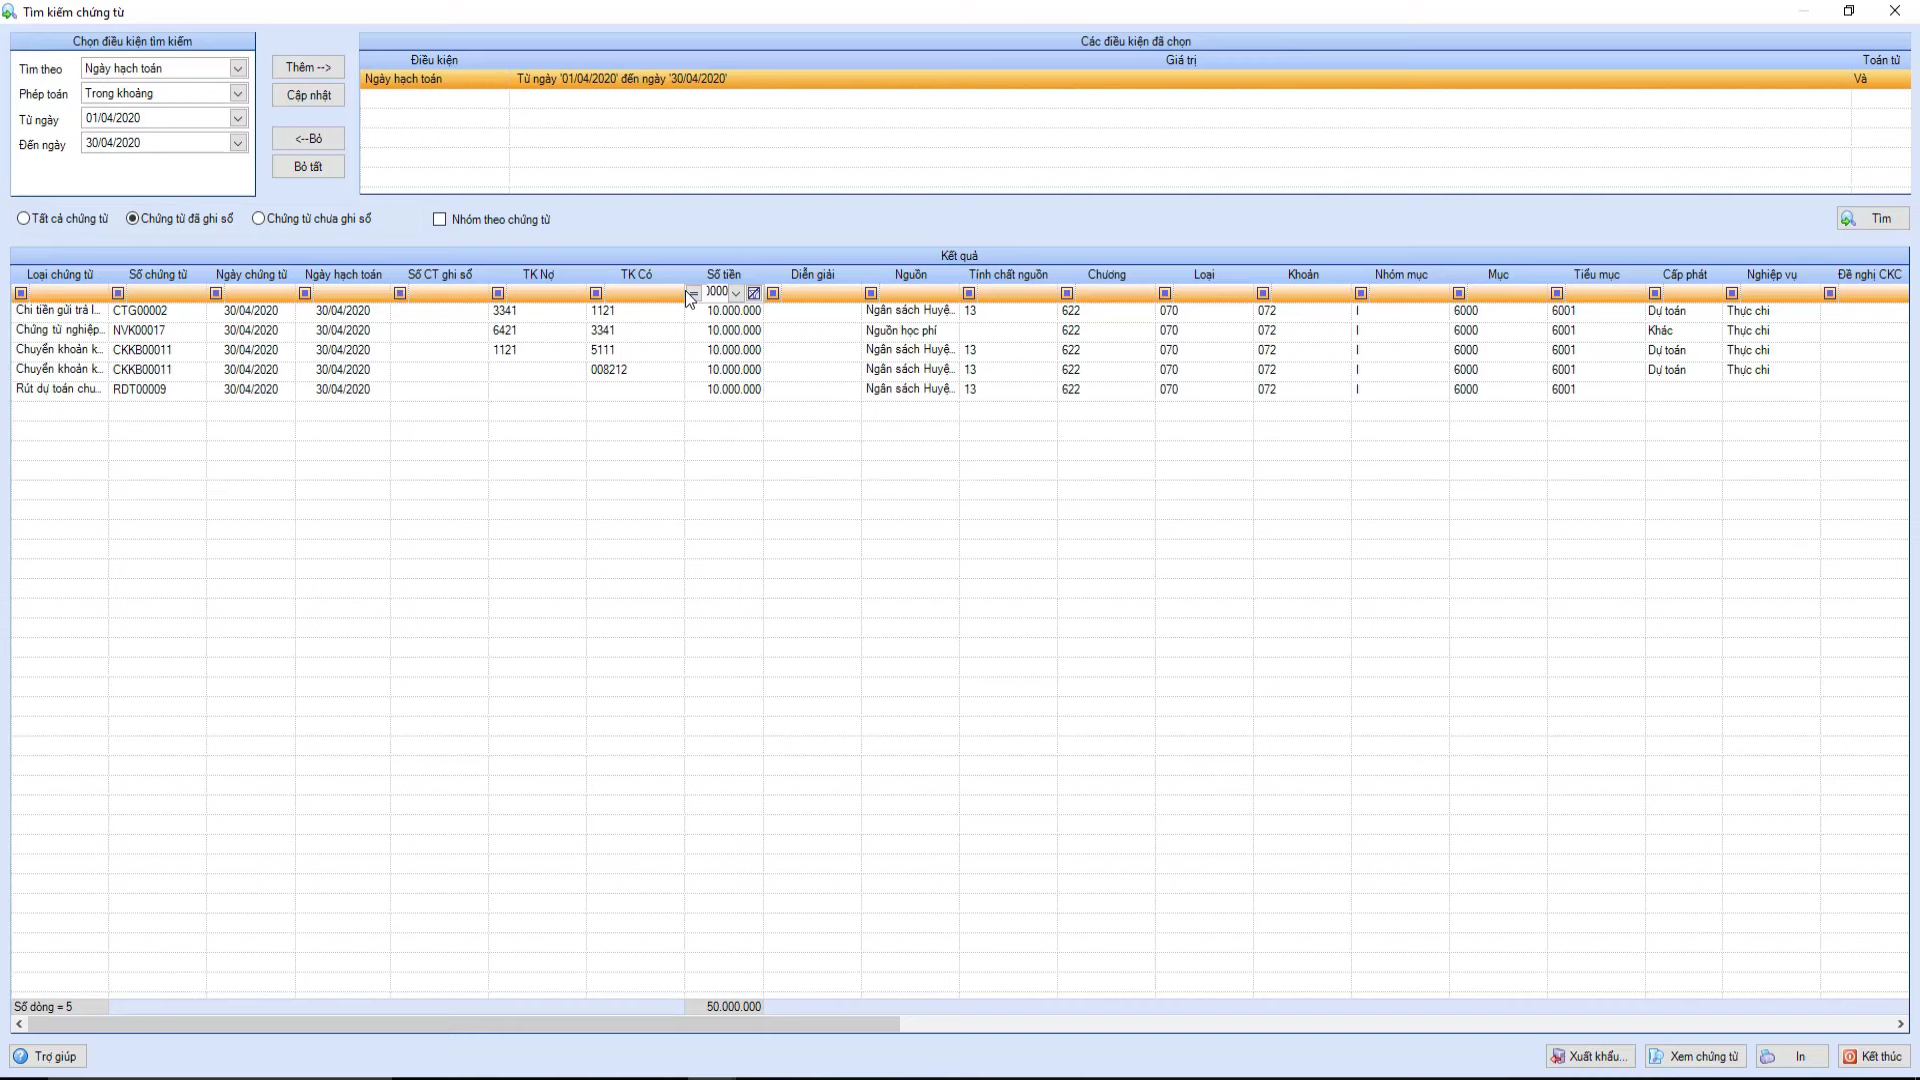 Tìm kiếm chứng từ
Chọn điều kiện tìm kiếm
Tìm theo Ngày hạch toán
Phép toán Trong khoảng
Từ ngày 01/04/2020
Đến ngày 30/04/2020
Thêm -->
Cập nhật
<--Bỏ
Bỏ tất
Các điều kiện đã chọn
Điều kiện Giá trị Toán tử
Ngày hạch toán Từ ngày '01/04/2020' đến ngày '30/04/2020' Và
Tất cả chứng từ Chứng từ đã ghi sổ Chứng từ chưa ghi sổ Nhóm theo chứng từ Tìm
Kết quả
Loại chứng từ Số chứng từ Ngày chứng từ Ngày hạch toán Số CT ghi sổ TK Nợ TK Có Số tiền Diễn giải Nguồn Tính chất nguồn Chương Loại Khoản Nhóm mục Mục Tiểu mục Cấp phát Nghiệp vụ Đề nghị CKC
= 0000
Chi tiền gửi trả l... CTG00002 30/04/2020 30/04/2020 3341 1121 10.000.000 Ngân sách Huyệ... 13 622 070 072 I 6000 6001 Dự toán Thực chi
Chứng từ nghiệp... NVK00017 30/04/2020 30/04/2020 6421 3341 10.000.000 Nguồn học phí 622 070 072 I 6000 6001 Khác Thực chi
Chuyển khoản k... CKKB00011 30/04/2020 30/04/2020 1121 5111 10.000.000 Ngân sách Huyệ... 13 622 070 072 I 6000 6001 Dự toán Thực chi
Chuyển khoản k... CKKB00011 30/04/2020 30/04/2020 008212 10.000.000 Ngân sách Huyệ... 13 622 070 072 I 6000 6001 Dự toán Thực chi
Rút dự toán chu... RDT00009 30/04/2020 30/04/2020 10.000.000 Ngân sách Huyệ... 13 622 070 072 I 6000 6001
Số dòng = 5 50.000.000
Trợ giúp Xuất khẩu... Xem chứng từ In Kết thúc